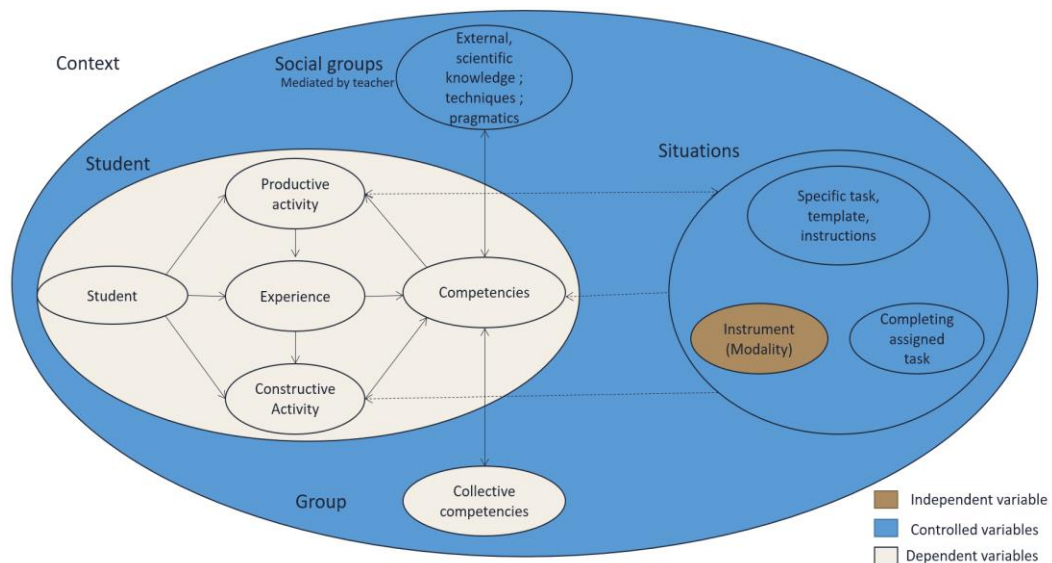 Context
Social groups
Mediated by teacher
External,
scientific
knowledge ;
techniques ;
pragmatics
Student
Situations
Productive
activity
Specific task,
template,
instructions
Student
Experience
Competencies
Instrument
(Modality)
Completing
assigned
task
Constructive
Activity
Group
Collective
competencies
Independent variable
Controlled variables
Dependent variables